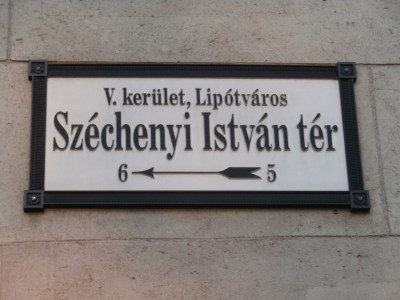 V. kerület, Lipótváros
Széchenyi István tér
6 5